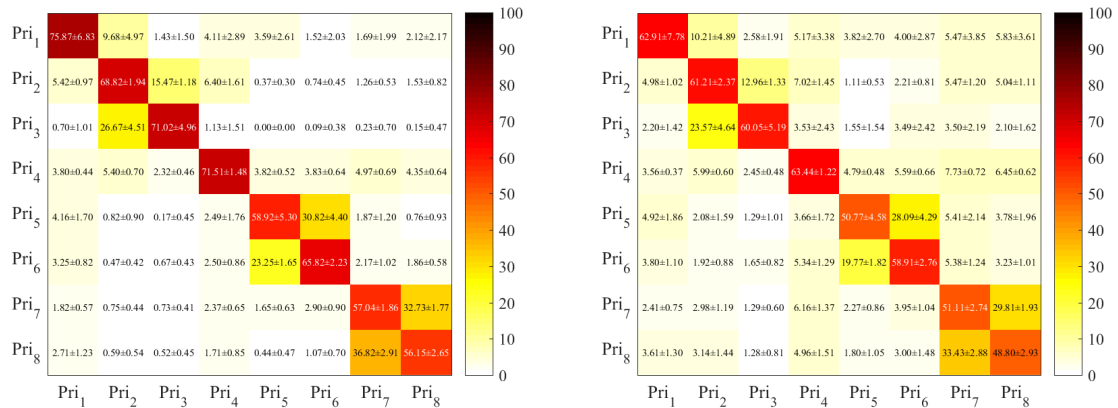 Pri1 75.87±6.83 9.68±4.97 1.43±1.50 4.11±2.89 3.59±2.61 1.52±2.03 1.69±1.99 2.12±2.17
Pri2 5.42±0.97 68.82±1.94 15.47±1.18 6.40±1.61 0.37±0.30 0.74±0.45 1.26±0.53 1.53±0.82
Pri3 0.70±1.01 26.67±4.51 71.02±4.96 1.13±1.51 0.00±0.00 0.09±0.38 0.23±0.70 0.15±0.47
Pri4 3.80±0.44 5.40±0.70 2.32±0.46 71.51±1.48 3.82±0.52 3.83±0.64 4.97±0.69 4.35±0.64
Pri5 4.16±1.70 0.82±0.90 0.17±0.45 2.49±1.76 58.92±5.30 30.82±4.40 1.87±1.20 0.76±0.93
Pri6 3.25±0.82 0.47±0.42 0.67±0.43 2.50±0.86 23.25±1.65 65.82±2.23 2.17±1.02 1.86±0.58
Pri7 1.82±0.57 0.75±0.44 0.73±0.41 2.37±0.65 1.65±0.63 2.90±0.90 57.04±1.86 32.73±1.77
Pri8 2.71±1.23 0.59±0.54 0.52±0.45 1.71±0.85 0.44±0.47 1.07±0.70 36.82±2.91 56.15±2.65
Pri1 Pri2 Pri3 Pri4 Pri5 Pri6 Pri7 Pri8
100
90
80
70
60
50
40
30
20
10
0
Pri1 62.91±7.78 10.21±4.89 2.58±1.91 5.17±3.38 3.82±2.70 4.00±2.87 5.47±3.85 5.83±3.61
Pri2 4.98±1.02 61.21±2.37 12.96±1.33 7.02±1.45 1.11±0.53 2.21±0.81 5.47±1.20 5.04±1.11
Pri3 2.20±1.42 23.57±4.64 60.05±5.19 3.53±2.43 1.55±1.54 3.49±2.42 3.50±2.19 2.10±1.62
Pri4 3.56±0.37 5.99±0.60 2.45±0.48 63.44±1.22 4.79±0.48 5.59±0.66 7.73±0.72 6.45±0.62
Pri5 4.92±1.86 2.08±1.59 1.29±1.01 3.66±1.72 50.77±4.58 28.09±4.29 5.41±2.14 3.78±1.96
Pri6 3.80±1.10 1.92±0.88 1.65±0.82 5.34±1.29 19.77±1.82 58.91±2.76 5.38±1.24 3.23±1.01
Pri7 2.41±0.75 2.98±1.19 1.29±0.60 6.16±1.37 2.27±0.86 3.95±1.04 51.11±2.74 29.81±1.93
Pri8 3.61±1.30 3.14±1.44 1.28±0.81 4.96±1.51 1.80±1.05 3.00±1.48 33.43±2.88 48.80±2.93
Pri1 Pri2 Pri3 Pri4 Pri5 Pri6 Pri7 Pri8
100
90
80
70
60
50
40
30
20
10
0